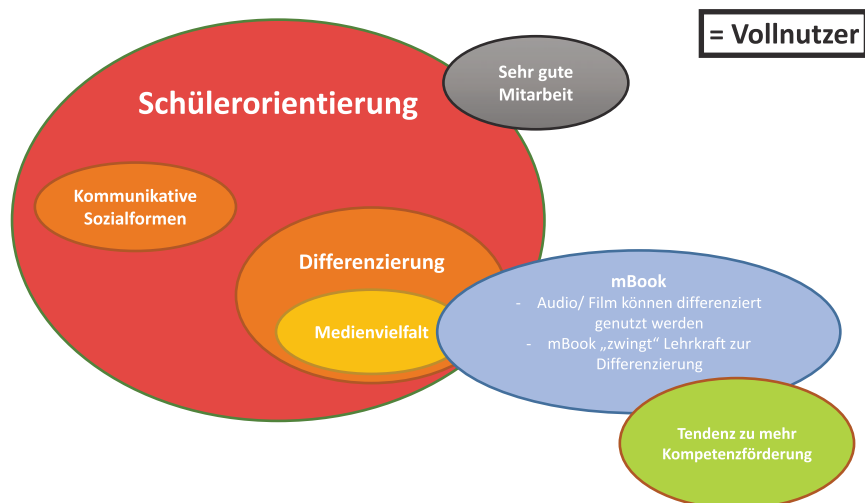 = Vollnutzer
Sehr gute
Mitarbeit
Schülerorientierung
Kommunikative
Sozialformen
Differenzierung
Medienvielfalt
mBook
- Audio/ Film können differenziert
genutzt werden
- mBook „zwingt“ Lehrkraft zur
Differenzierung
Tendenz zu mehr
Kompetenzförderung